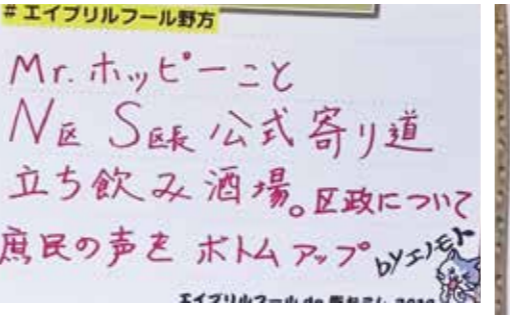 # エイプリルフール野方
Mr.ホッピーこと
N区 S区長 公式寄り道
立ち飲み酒場。区政について
庶民の声を ボトムアップ
byエノモト